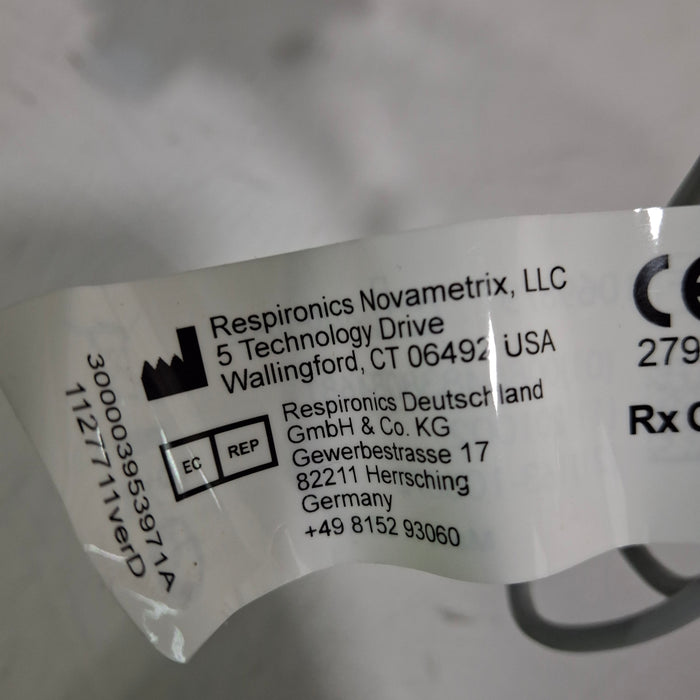 Respironics Novametrix, LLC
5 Technology Drive
Wallingford, CT 06492 USA
EC REP
Respironics Deutschland
GmbH & Co. KG
Gewerbestrasse 17
82211 Herrsching
Germany
+49 8152 93060
300003953971A
1127711verD
CE
279
Rx